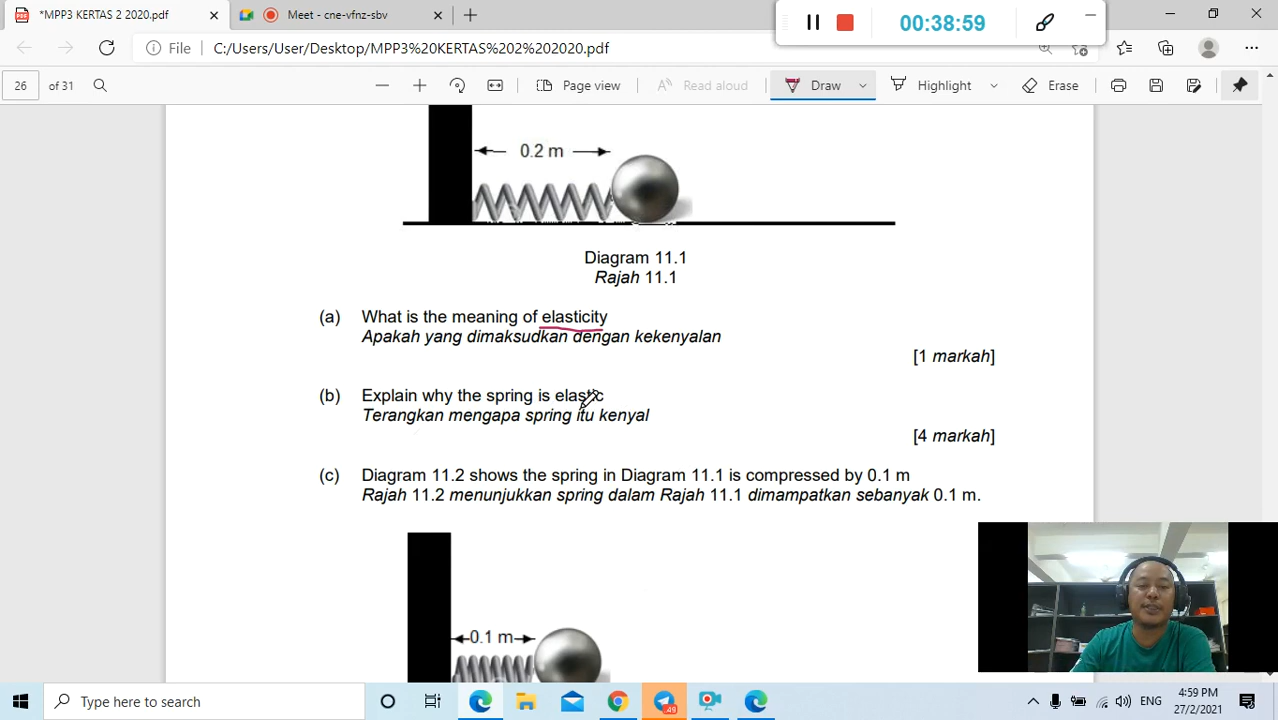 *MPP3 KERTAS 2 2020.pdf
Meet - cne-vfnz-sbv
00:38:59
File
C:/Users/User/Desktop/MPP3%20KERTAS%202%202020.pdf
26 of 31
Page view
Read aloud
Draw
Highlight
Erase
0.2 m
Diagram 11.1
Rajah 11.1
(a) What is the meaning of elasticity
Apakah yang dimaksudkan dengan kekenyalan
[1 markah]
(b) Explain why the spring is elastic
Terangkan mengapa spring itu kenyal
[4 markah]
(c) Diagram 11.2 shows the spring in Diagram 11.1 is compressed by 0.1 m
Rajah 11.2 menunjukkan spring dalam Rajah 11.1 dimampatkan sebanyak 0.1 m.
0.1 m
Type here to search
ENG
4:59 PM
27/2/2021